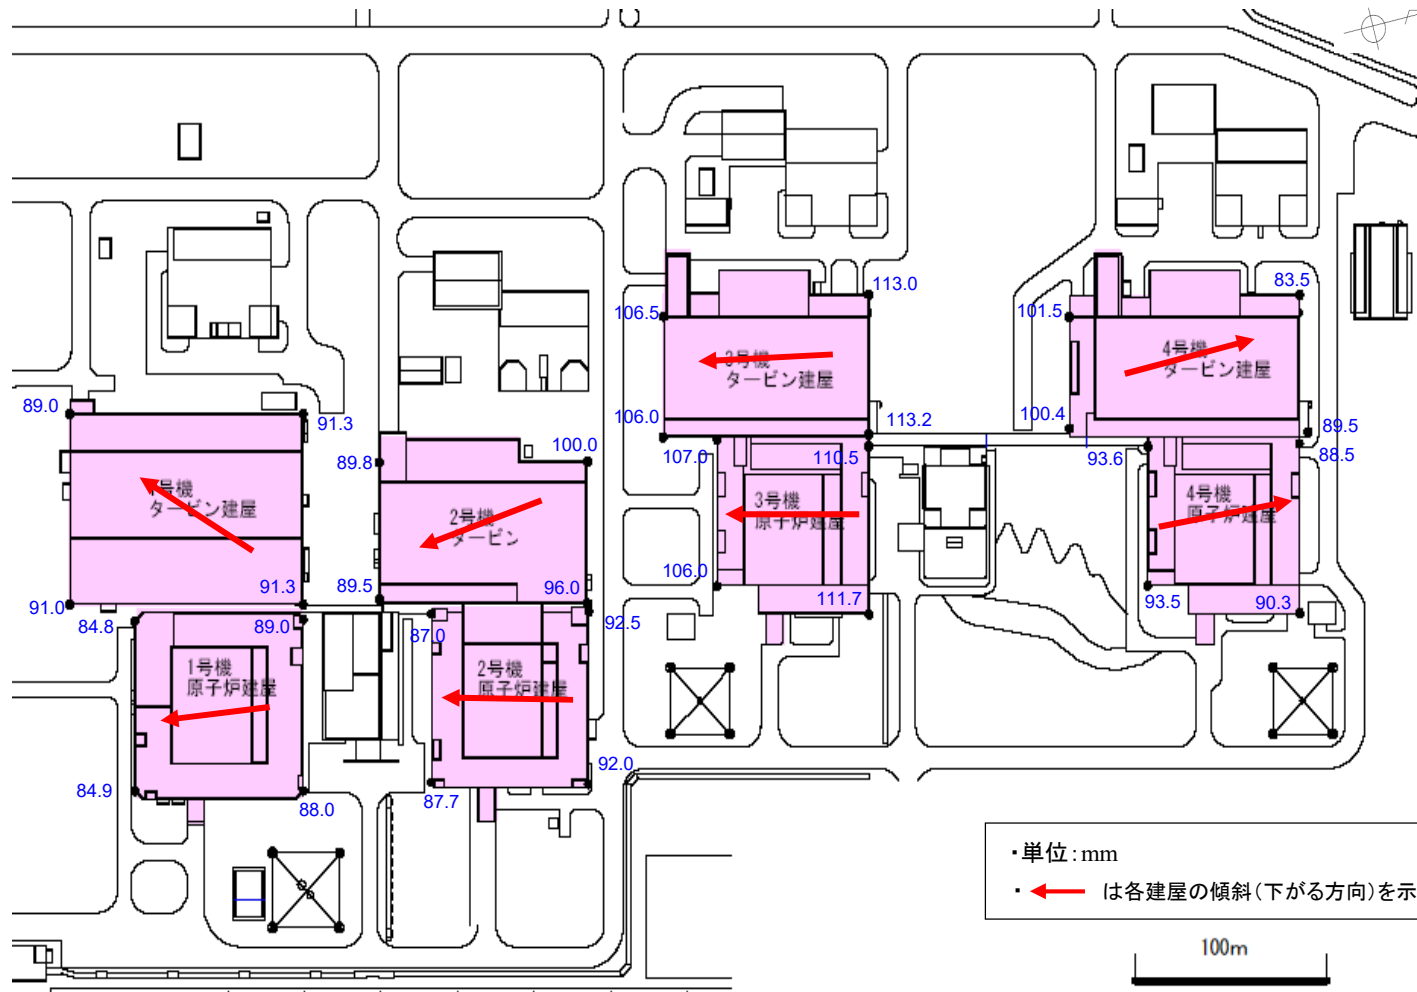 113.0
83.5
106.5
101.5
3号機
タービン建屋
4号機
タービン建屋
89.0
91.3
106.0
113.2
100.4
89.5
100.0
89.8
107.0
110.5
93.6
88.5
1号機
タービン建屋
2号機
タービン
3号機
原子炉建屋
4号機
原子炉建屋
91.0
91.3
89.5
96.0
106.0
111.7
93.5
90.3
84.8
89.0
87.0
92.5
1号機
原子炉建屋
2号機
原子炉建屋
84.9
88.0
87.7
92.0
・単位:mm
・ は各建屋の傾斜(下がる方向)を示
100m